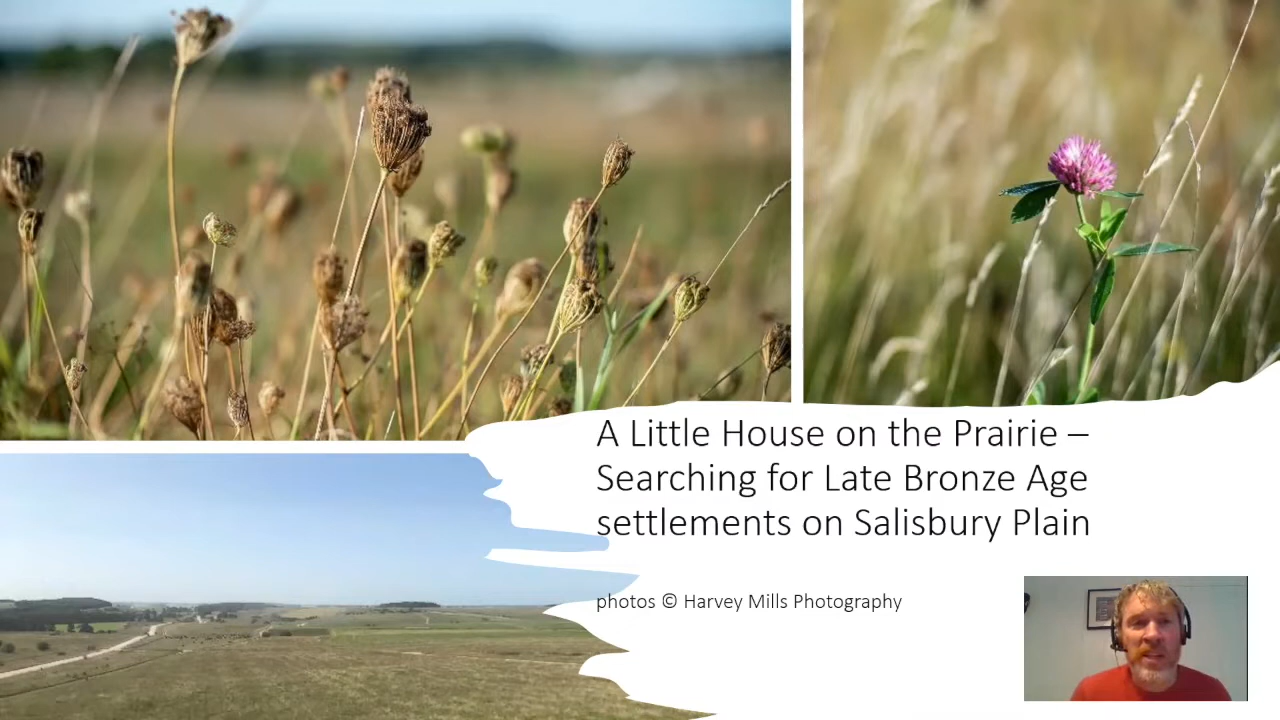 A Little House on the Prairie –
Searching for Late Bronze Age
settlements on Salisbury Plain
photos © Harvey Mills Photography